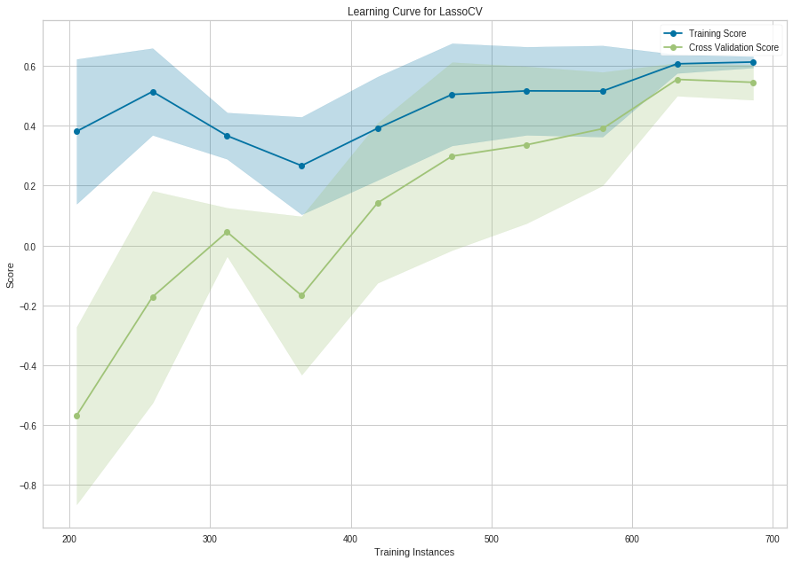 Learning Curve for LassoCV
Training Score
Cross Validation Score
0.6
0.4
0.2
0.0
−0.2
−0.4
−0.6
−0.8
Score
200 300 400 500 600 700
Training Instances